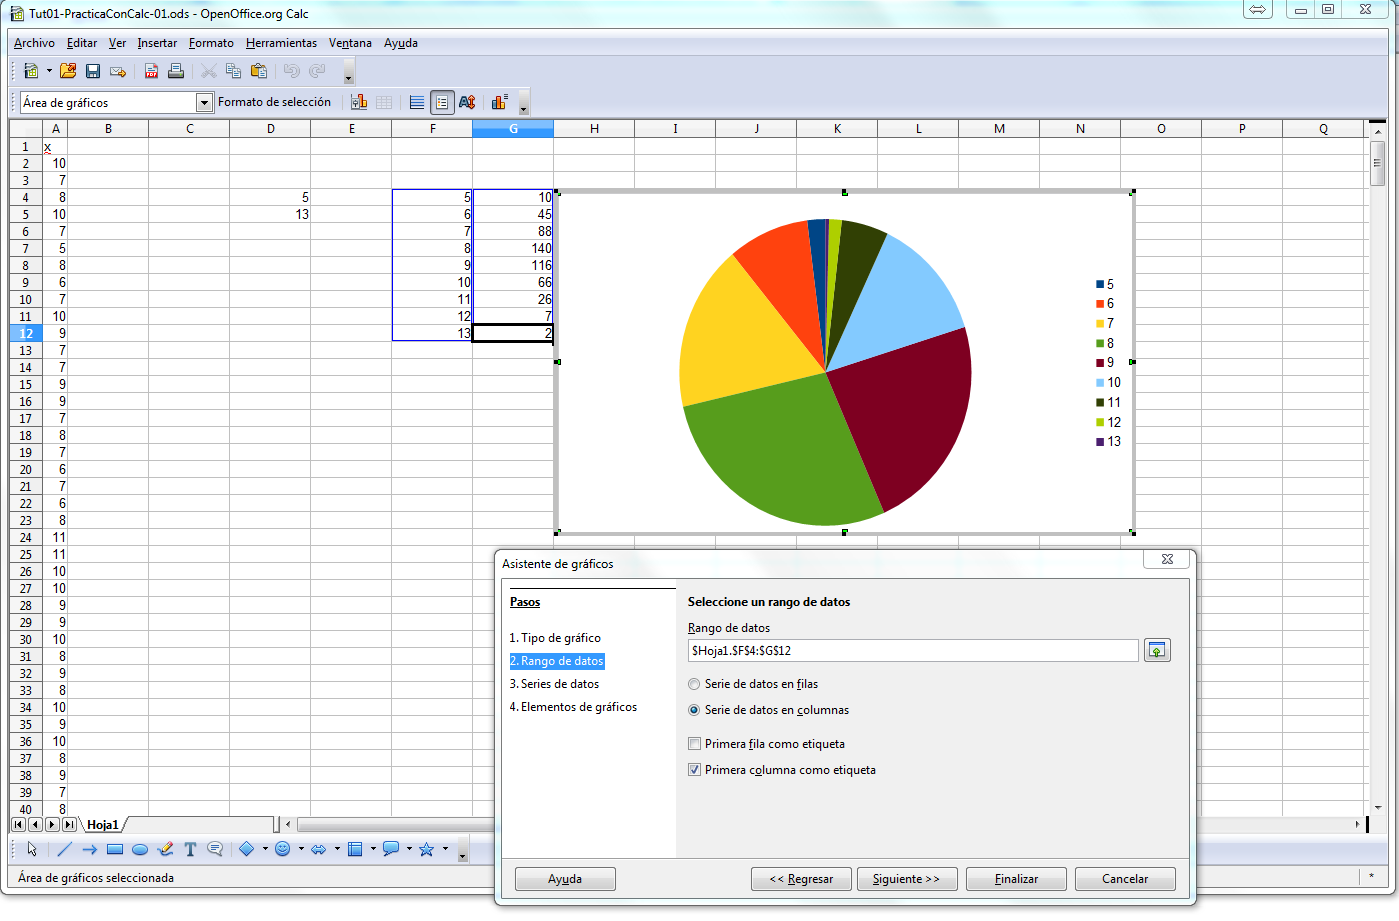 Tut01-PracticaConCalc-01.ods - OpenOffice.org Calc
Archivo Editar Ver Insertar Formato Herramientas Ventana Ayuda
Área de gráficos Formato de selección
A B C D E F G H I J K L M N O P Q
1 x
2 10
3 7
4 8 5 5 10
5 10 13 6 45
6 7 7 88
7 5 8 140
8 8 9 116
9 6 10 66
10 7 11 26
11 10 12 7
12 9 13 2
13 7
14 7
15 9
16 9
17 7
18 8
19 7
20 6
21 7
22 6
23 8
24 11
25 11
26 10
27 10
28 9
29 9
30 10
31 8
32 9
33 8
34 10
35 9
36 10
37 8
38 9
39 7
40 8
5
6
7
8
9
10
11
12
13
Asistente de gráficos
Pasos
1. Tipo de gráfico
2. Rango de datos
3. Series de datos
4. Elementos de gráficos
Seleccione un rango de datos
Rango de datos
$Hoja1.$F$4:$G$12
Serie de datos en filas
Serie de datos en columnas
Primera fila como etiqueta
Primera columna como etiqueta
Ayuda << Regresar Siguiente >> Finalizar Cancelar
Hoja1
Área de gráficos seleccionada *